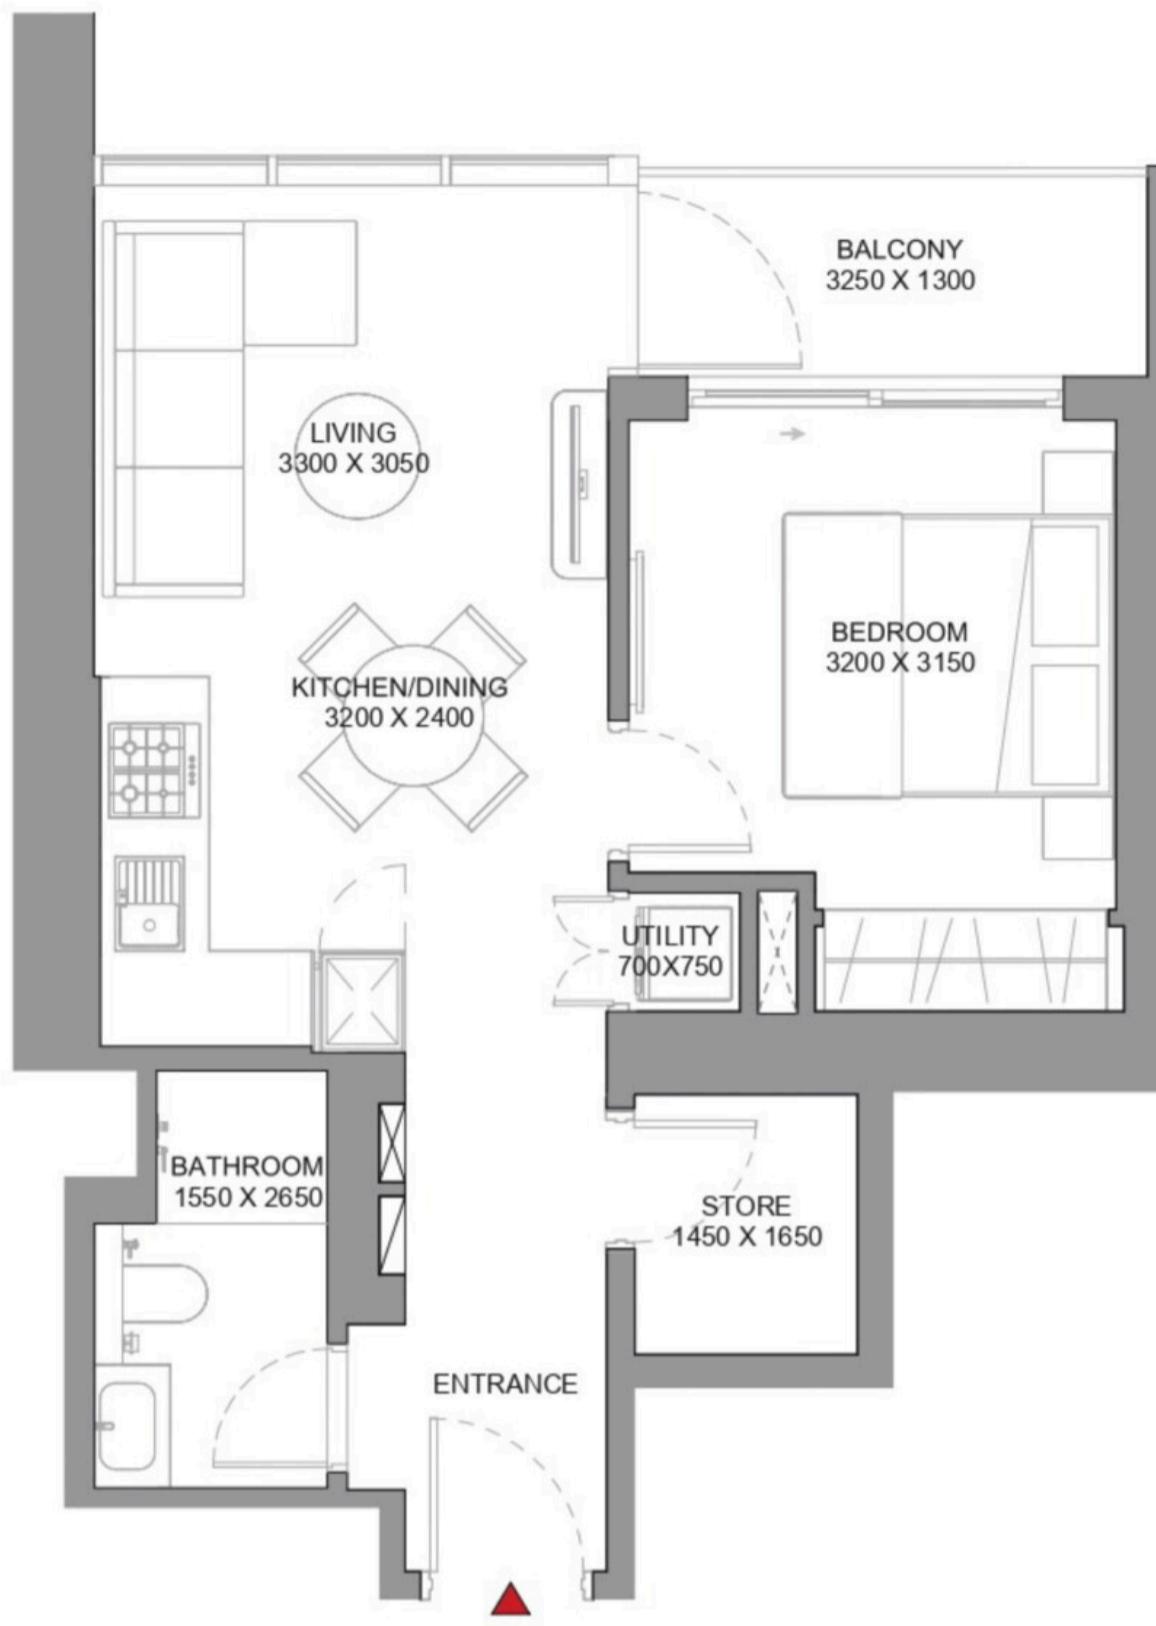 BALCONY
3250 X 1300
LIVING
3300 X 3050
BEDROOM
3200 X 3150
KITCHEN/DINING
3200 X 2400
UTILITY
700X750
BATHROOM
1550 X 2650
STORE
1450 X 1650
ENTRANCE